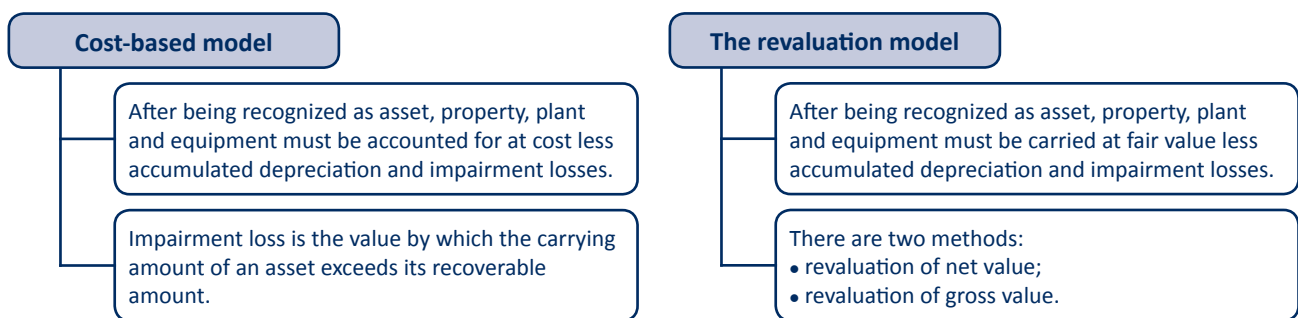 Cost-based model
After being recognized as asset, property, plant
and equipment must be accounted for at cost less
accumulated depreciation and impairment losses.
Impairment loss is the value by which the carrying
amount of an asset exceeds its recoverable
amount.
The revaluation model
After being recognized as asset, property, plant
and equipment must be carried at fair value less
accumulated depreciation and impairment losses.
There are two methods:
• revaluation of net value;
• revaluation of gross value.